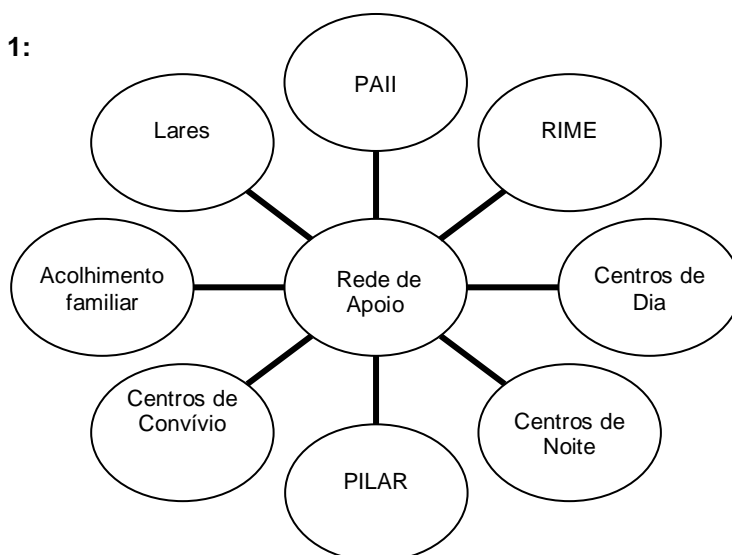 1:
PAII
Lares
RIME
Acolhimento
familiar
Rede de
Apoio
Centros de
Dia
Centros de
Convívio
Centros de
Noite
PILAR